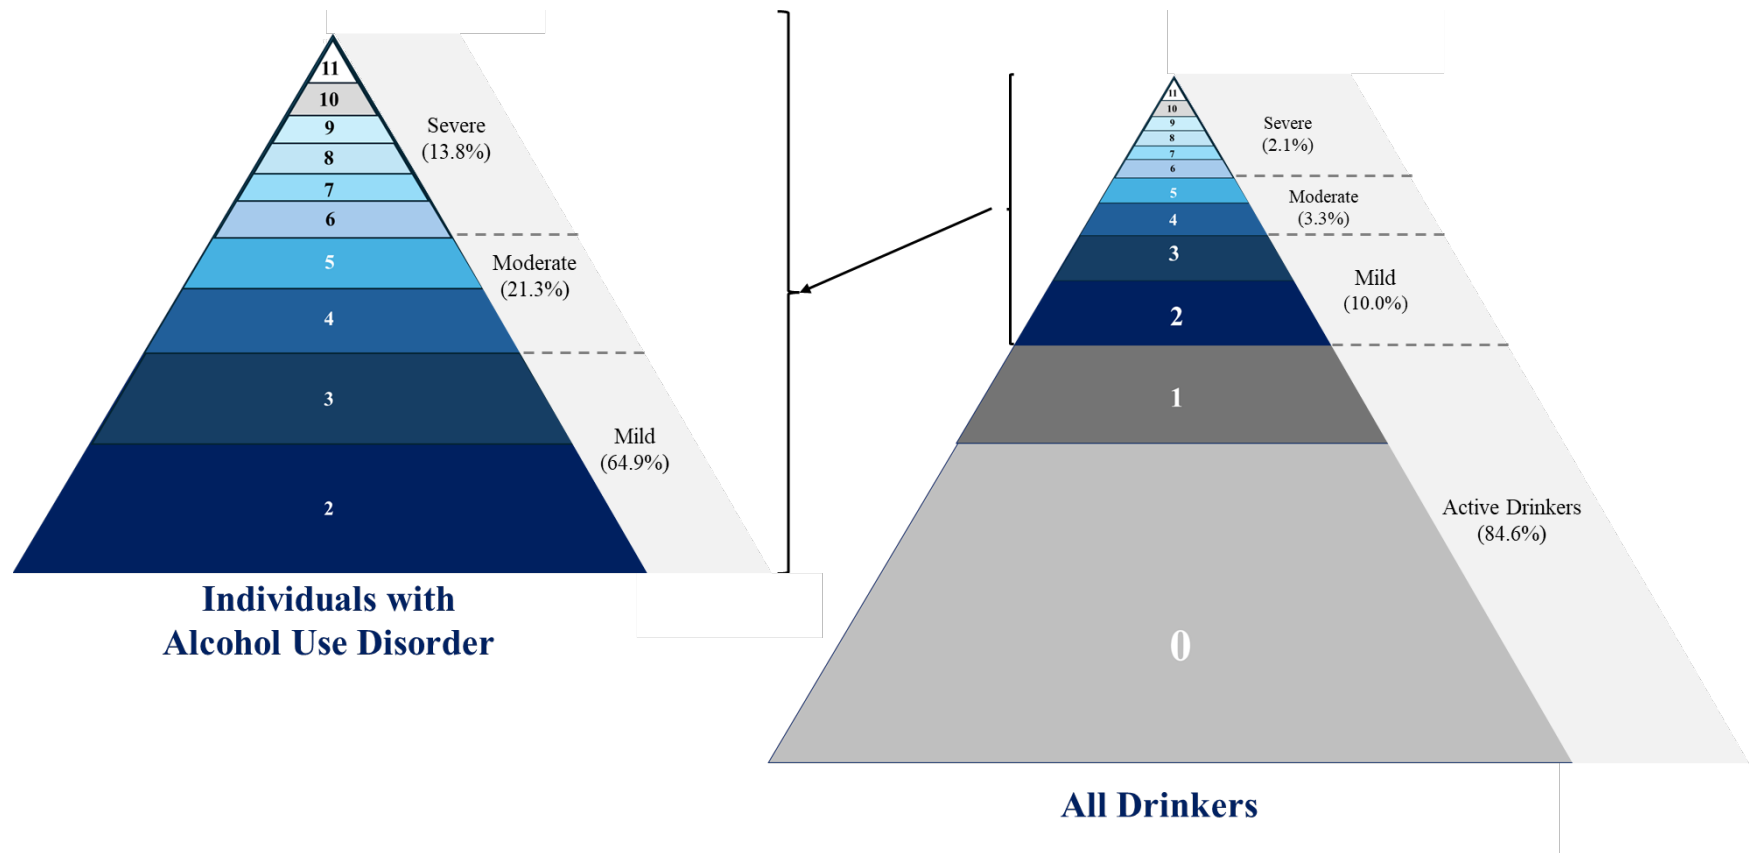 11
10
9
8
7
6
5
4
3
2
Severe
(13.8%)
Moderate
(21.3%)
Mild
(64.9%)
Individuals with
Alcohol Use Disorder
11
10
9
8
7
6
5
4
3
2
1
0
Severe
(2.1%)
Moderate
(3.3%)
Mild
(10.0%)
Active Drinkers
(84.6%)
All Drinkers